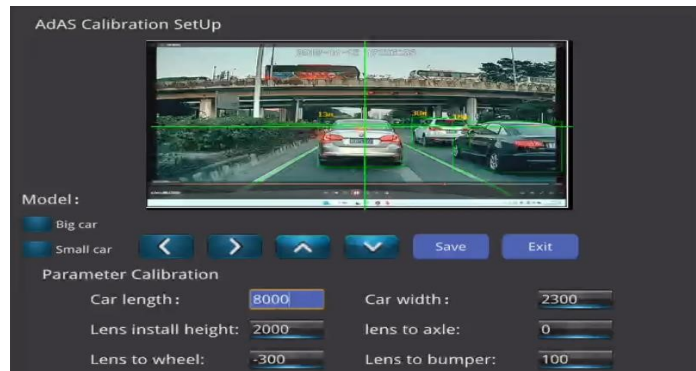 AdAS Calibration SetUp
13m
Model:
Big car
Small car
Save
Exit
Parameter Calibration
Car length: 8000
Car width: 2300
Lens install height: 2000
lens to axle: 0
Lens to wheel: -300
Lens to bumper: 100